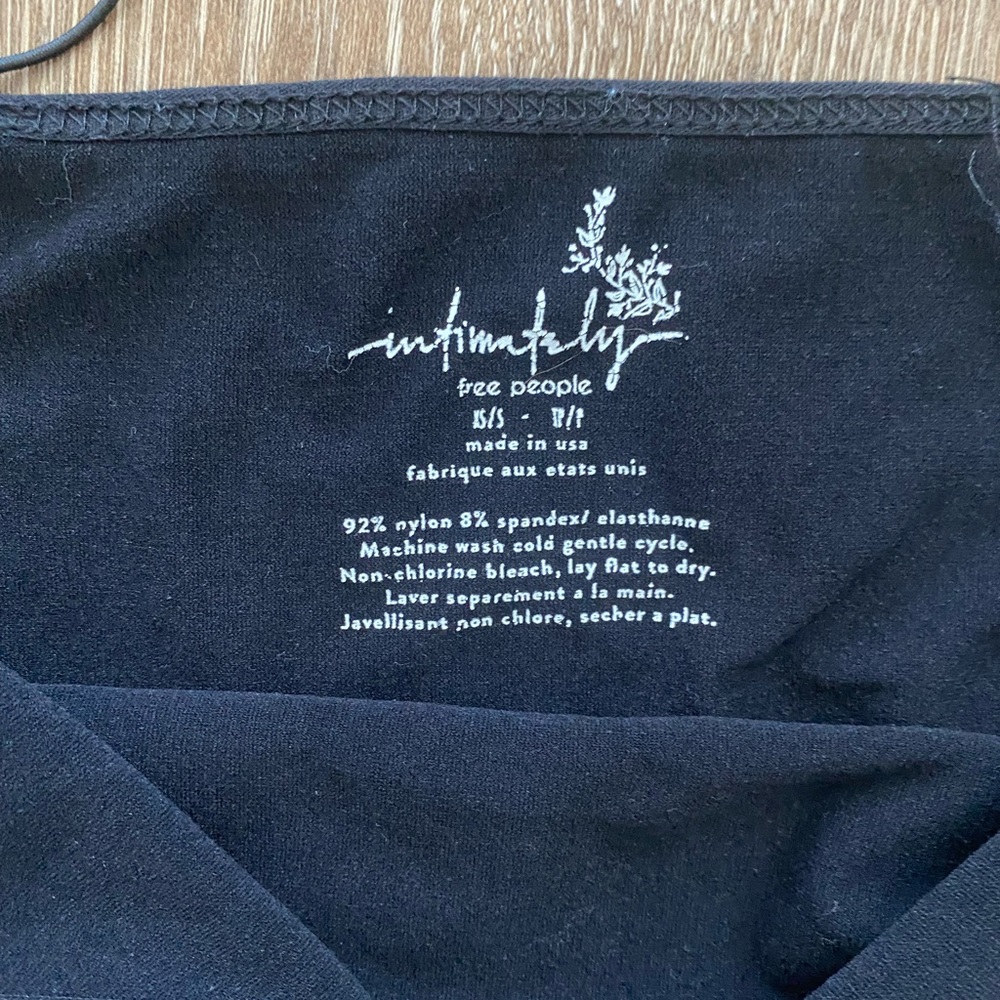 intimately
free people
XS/S - TP/P
made in usa
fabrique aux etats unis
92% nylon 8% spandex/ elasthanne
Machine wash cold gentle cycle.
Non-chlorine bleach, lay flat to dry.
Laver separement a la main.
Javellisant non chlore, secher a plat.